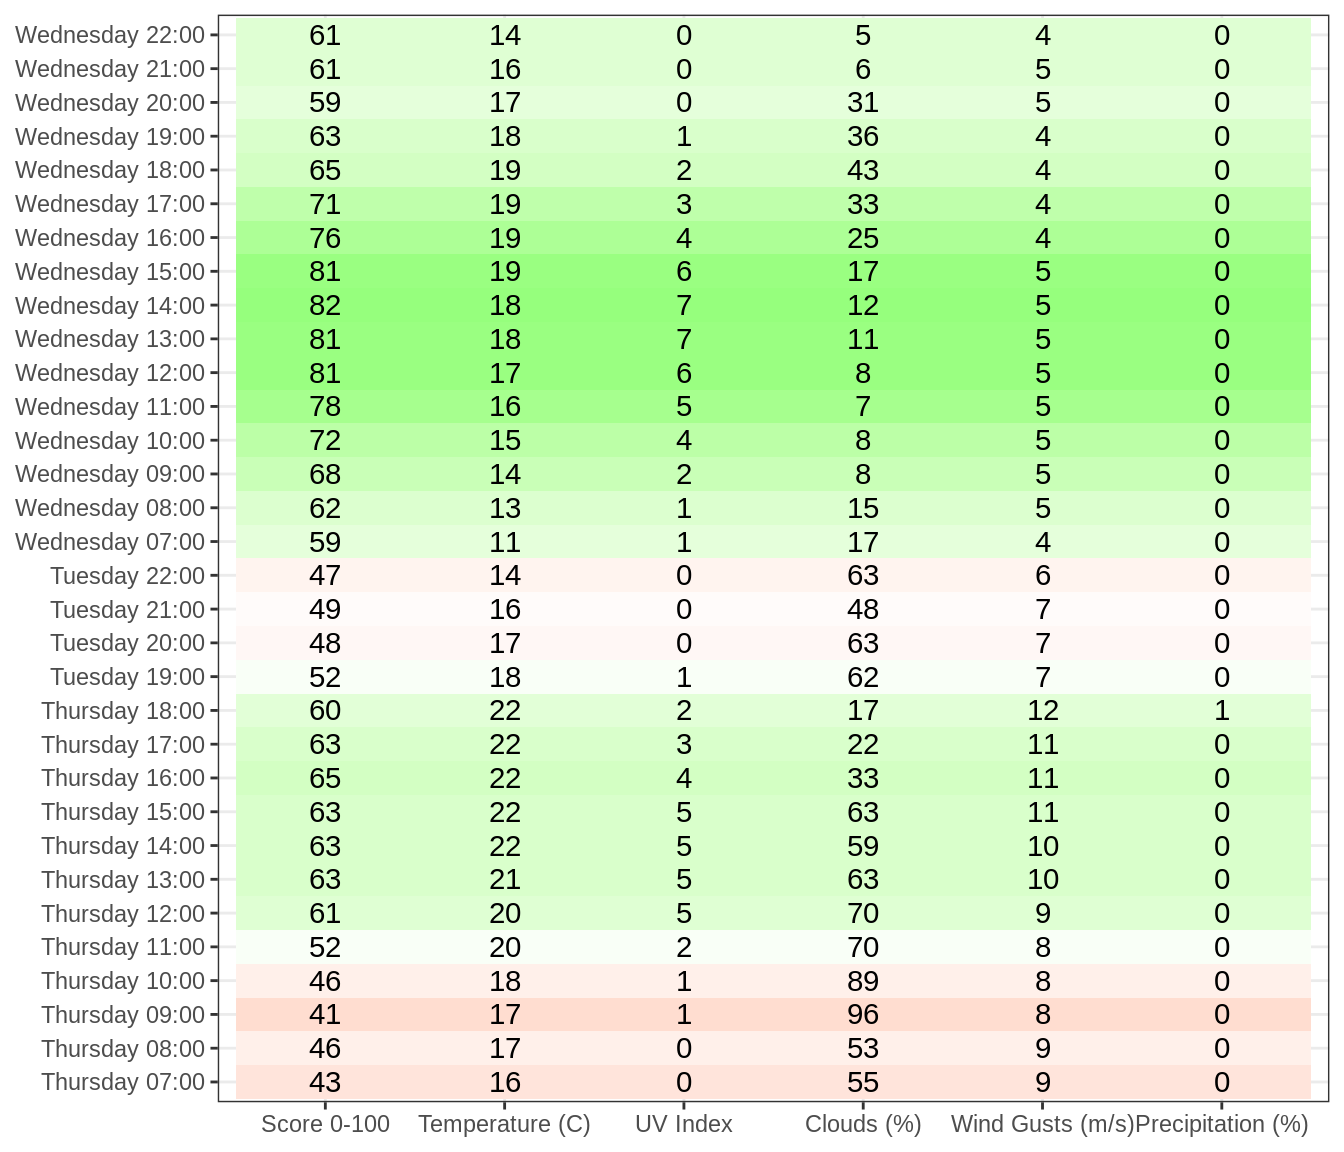 Wednesday 22:00 61 14 0 5 4 0
Wednesday 21:00 61 16 0 6 5 0
Wednesday 20:00 59 17 0 31 5 0
Wednesday 19:00 63 18 1 36 4 0
Wednesday 18:00 65 19 2 43 4 0
Wednesday 17:00 71 19 3 33 4 0
Wednesday 16:00 76 19 4 25 4 0
Wednesday 15:00 81 19 6 17 5 0
Wednesday 14:00 82 18 7 12 5 0
Wednesday 13:00 81 18 7 11 5 0
Wednesday 12:00 81 17 6 8 5 0
Wednesday 11:00 78 16 5 7 5 0
Wednesday 10:00 72 15 4 8 5 0
Wednesday 09:00 68 14 2 8 5 0
Wednesday 08:00 62 13 1 15 5 0
Wednesday 07:00 59 11 1 17 4 0
Tuesday 22:00 47 14 0 63 6 0
Tuesday 21:00 49 16 0 48 7 0
Tuesday 20:00 48 17 0 63 7 0
Tuesday 19:00 52 18 1 62 7 0
Thursday 18:00 60 22 2 17 12 1
Thursday 17:00 63 22 3 22 11 0
Thursday 16:00 65 22 4 33 11 0
Thursday 15:00 63 22 5 63 11 0
Thursday 14:00 63 22 5 59 10 0
Thursday 13:00 63 21 5 63 10 0
Thursday 12:00 61 20 5 70 9 0
Thursday 11:00 52 20 2 70 8 0
Thursday 10:00 46 18 1 89 8 0
Thursday 09:00 41 17 1 96 8 0
Thursday 08:00 46 17 0 53 9 0
Thursday 07:00 43 16 0 55 9 0
Score 0-100 Temperature (C) UV Index Clouds (%) Wind Gusts (m/s) Precipitation (%)